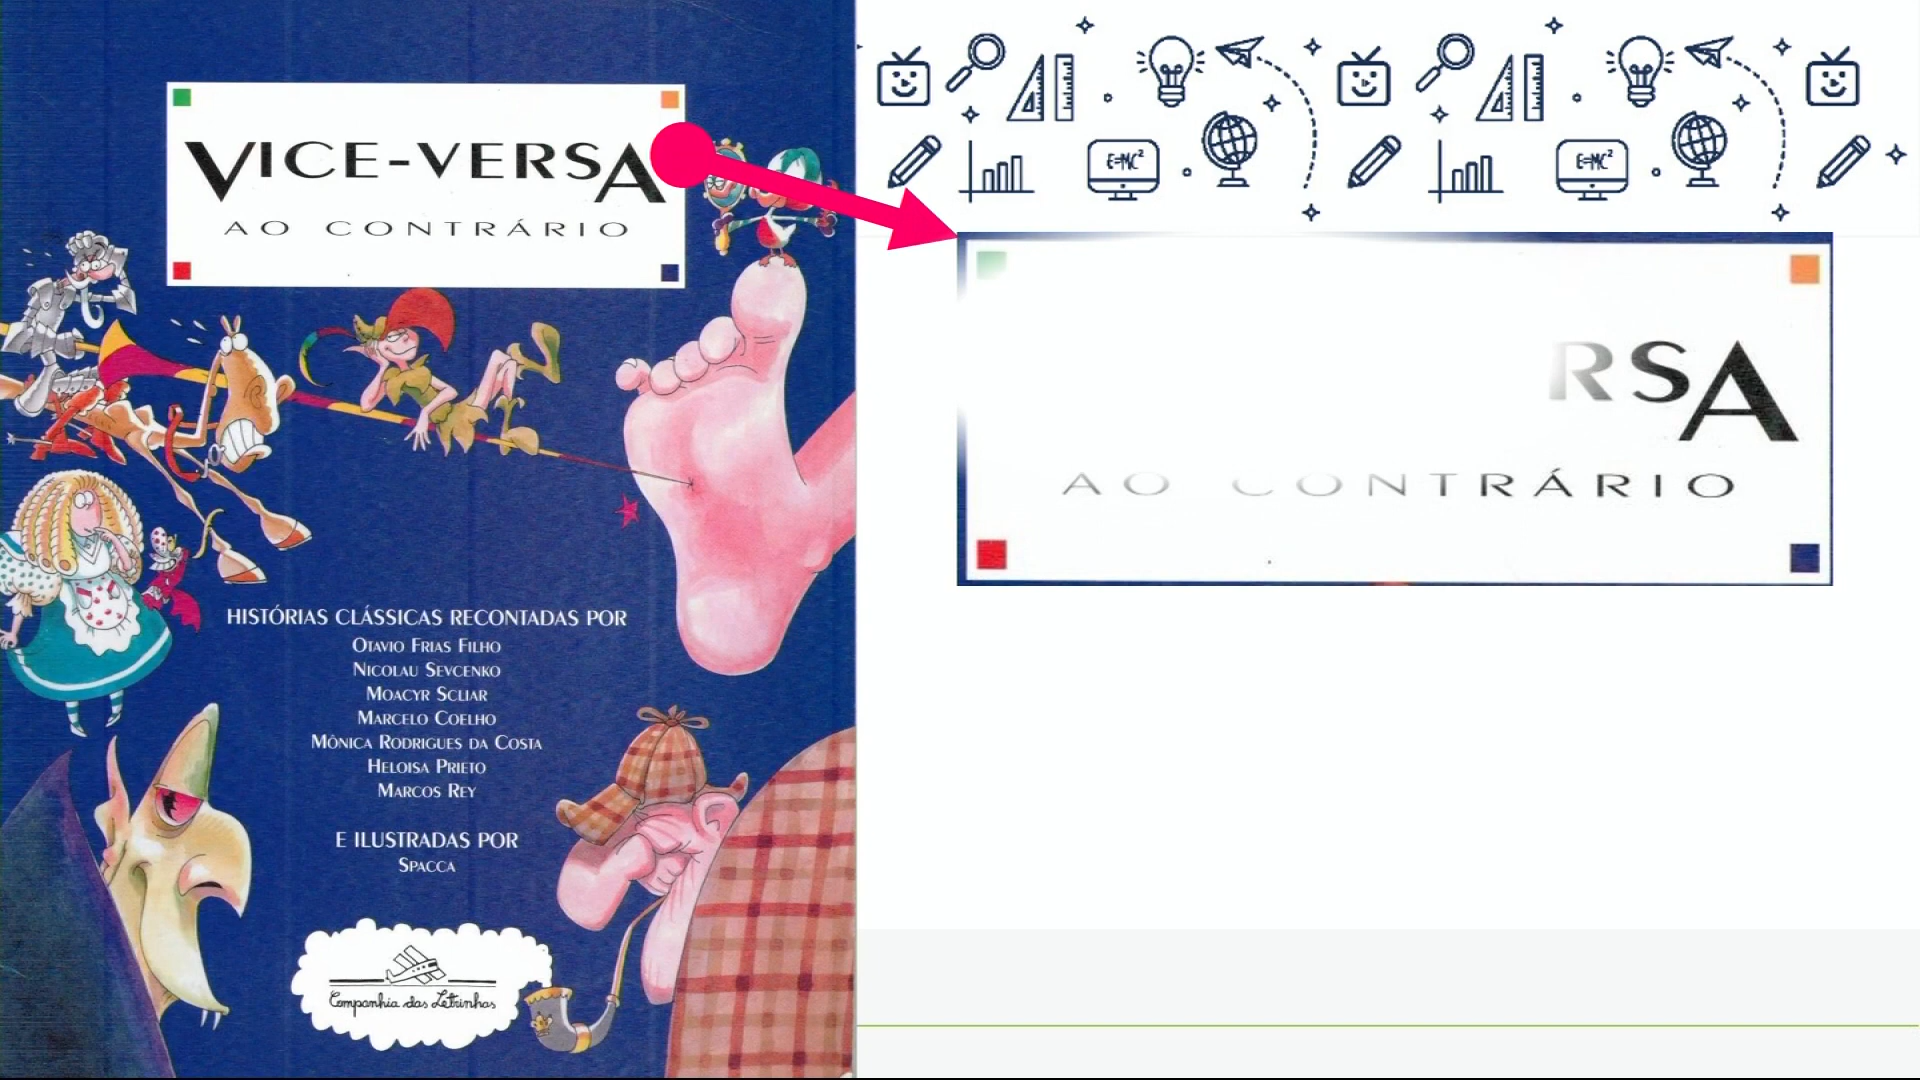 VICE-VERSA
AO CONTRÁRIO
HISTÓRIAS CLÁSSICAS RECONTADAS POR
OTAVIO FRIAS FILHO
NICOLAU SEVCENKO
MOACYR SCLIAR
MARCELO COELHO
MÔNICA RODRIGUES DA COSTA
HELOISA PRIETO
MARCOS REY
E ILUSTRADAS POR
SPACCA
Companhia das Letrinhas
E=MC²
E=MC²
RSA
AO CONTRÁRIO